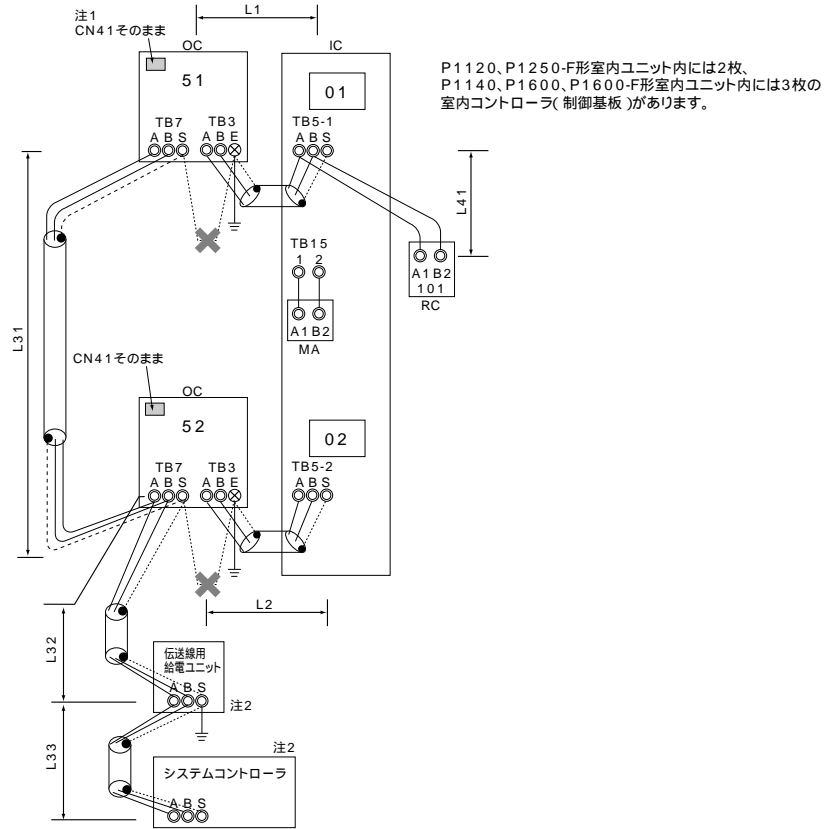 注1
CN41そのまま
L1
OC
IC
51
01
P1120、P1250-F形室内ユニット内には2枚、
P1140、P1600、P1600-F形室内ユニット内には3枚の
室内コントローラ(制御基板)があります。
TB7
TB3
TB5-1
A B S
A B E
A B S
L41
TB15
1 2
A1 B2
101
RC
A1 B2
MA
L31
CN41そのまま
OC
52
02
TB7
TB3
TB5-2
A B S
A B E
A B S
L2
L32
伝送線用
給電ユニット
A B S
注2
L33
注2
システムコントローラ
A B S